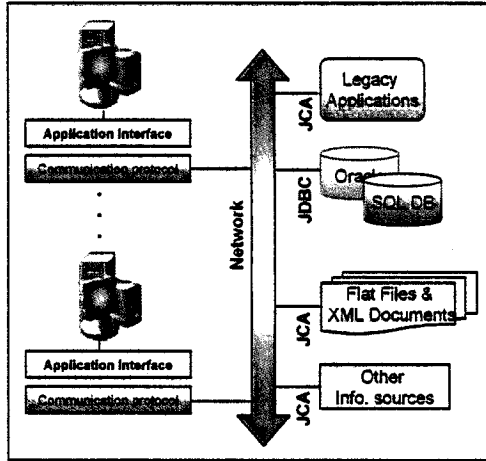 Application Interface
Communication protocol
Application Interface
Communication protocol
Network
JCA
Legacy
Applications
JDBC
Oracle
SQL DB
JCA
Flat Files &
XML Documents
JCA
Other
Info. sources